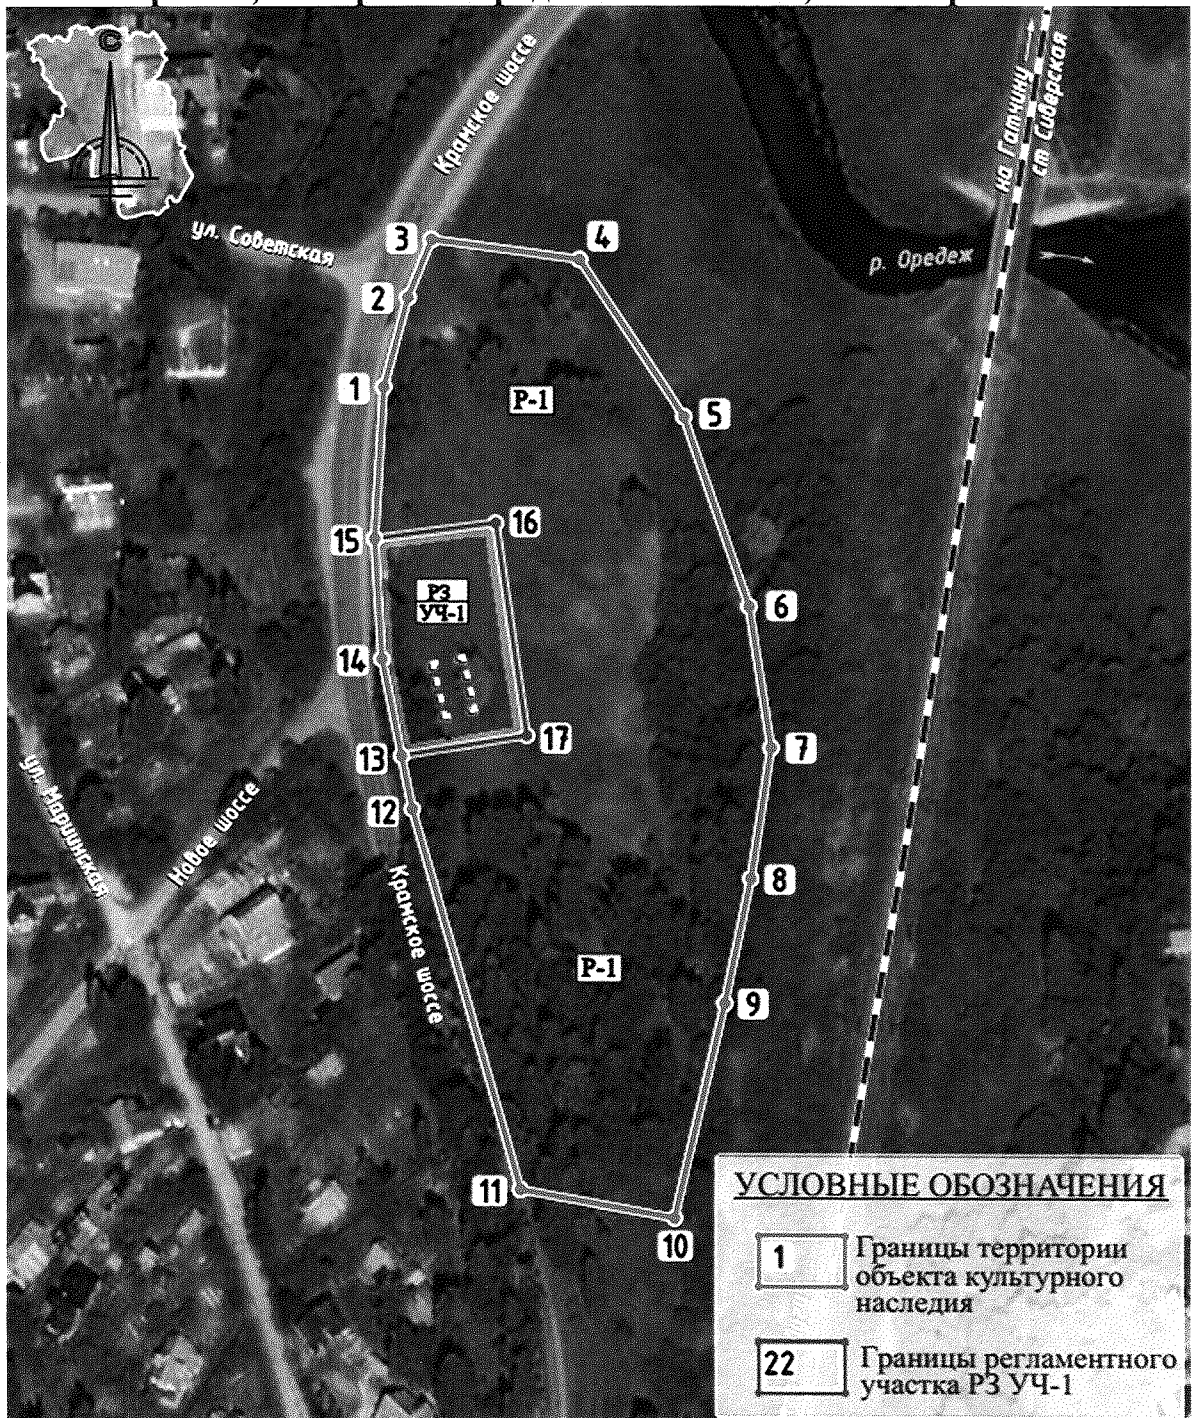 С
Крамское шоссе
на Гатчину
ст Сиверская
ул. Советская
р. Оредеж
3
4
2
1
Р-1
5
16
15
РЗ
УЧ-1
6
14
17
7
13
12
ул. Мариинская
Новое шоссе
8
Крамское шоссе
Р-1
9
11
10
УСЛОВНЫЕ ОБОЗНАЧЕНИЯ
1
Границы территории
объекта культурного
наследия
22
Границы регламентного
участка РЗ УЧ-1